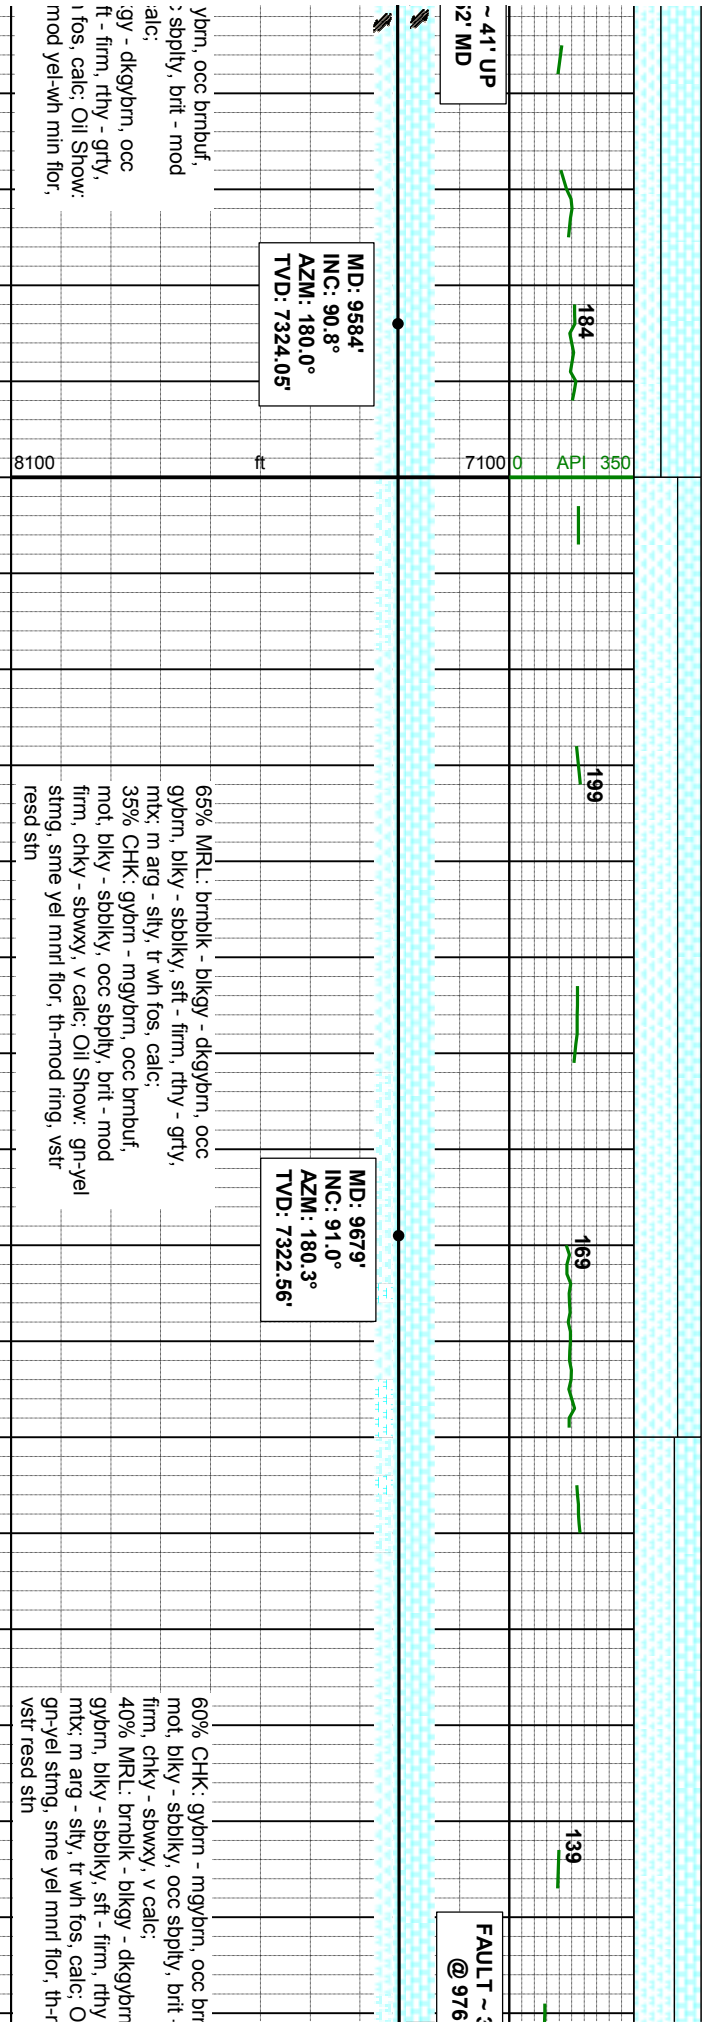 ~ 41' UP
2' MD
ybrn, occ brnbuf,
sbplty, brit - mod
alc;
gy - dkgybrn, occ
ft - firm, rthy - grty,
fos, calc; Oil Show:
mod yel-wh min flor,
MD: 9584'
INC: 90.8°
AZM: 180.0°
TVD: 7324.05'
184
8100 ft 7100 0 API 350
199
65% MRL: brnblk - blkgy - dkgybrn, occ
gybrn, blky - sbblky, sft - firm, rthy - grty,
mtx; m arg - slty, tr wh fos, calc;
35% CHK: gybrn - mgybrn, occ brnbuf,
mot, blky - sbblky, occ sbplty, brit - mod
firm, chky - sbwxy, v calc; Oil Show: gn-yel
stmg, sme yel mnrl flor, th-mod ring, vstr
resd stn
MD: 9679'
INC: 91.0°
AZM: 180.3°
TVD: 7322.56'
169
139
60% CHK: gybrn - mgybrn, occ brn
mot, blky - sbblky, occ sbplty, brit -
firm, chky - sbwxy, v calc;
40% MRL: brnblk - blkgy - dkgybrn
gybrn, blky - sbblky, sft - firm, rthy
mtx; m arg - slty, tr wh fos, calc; O
gn-yel stmg, sme yel mnrl flor, th-r
vstr resd stn
FAULT ~ 3
@ 976